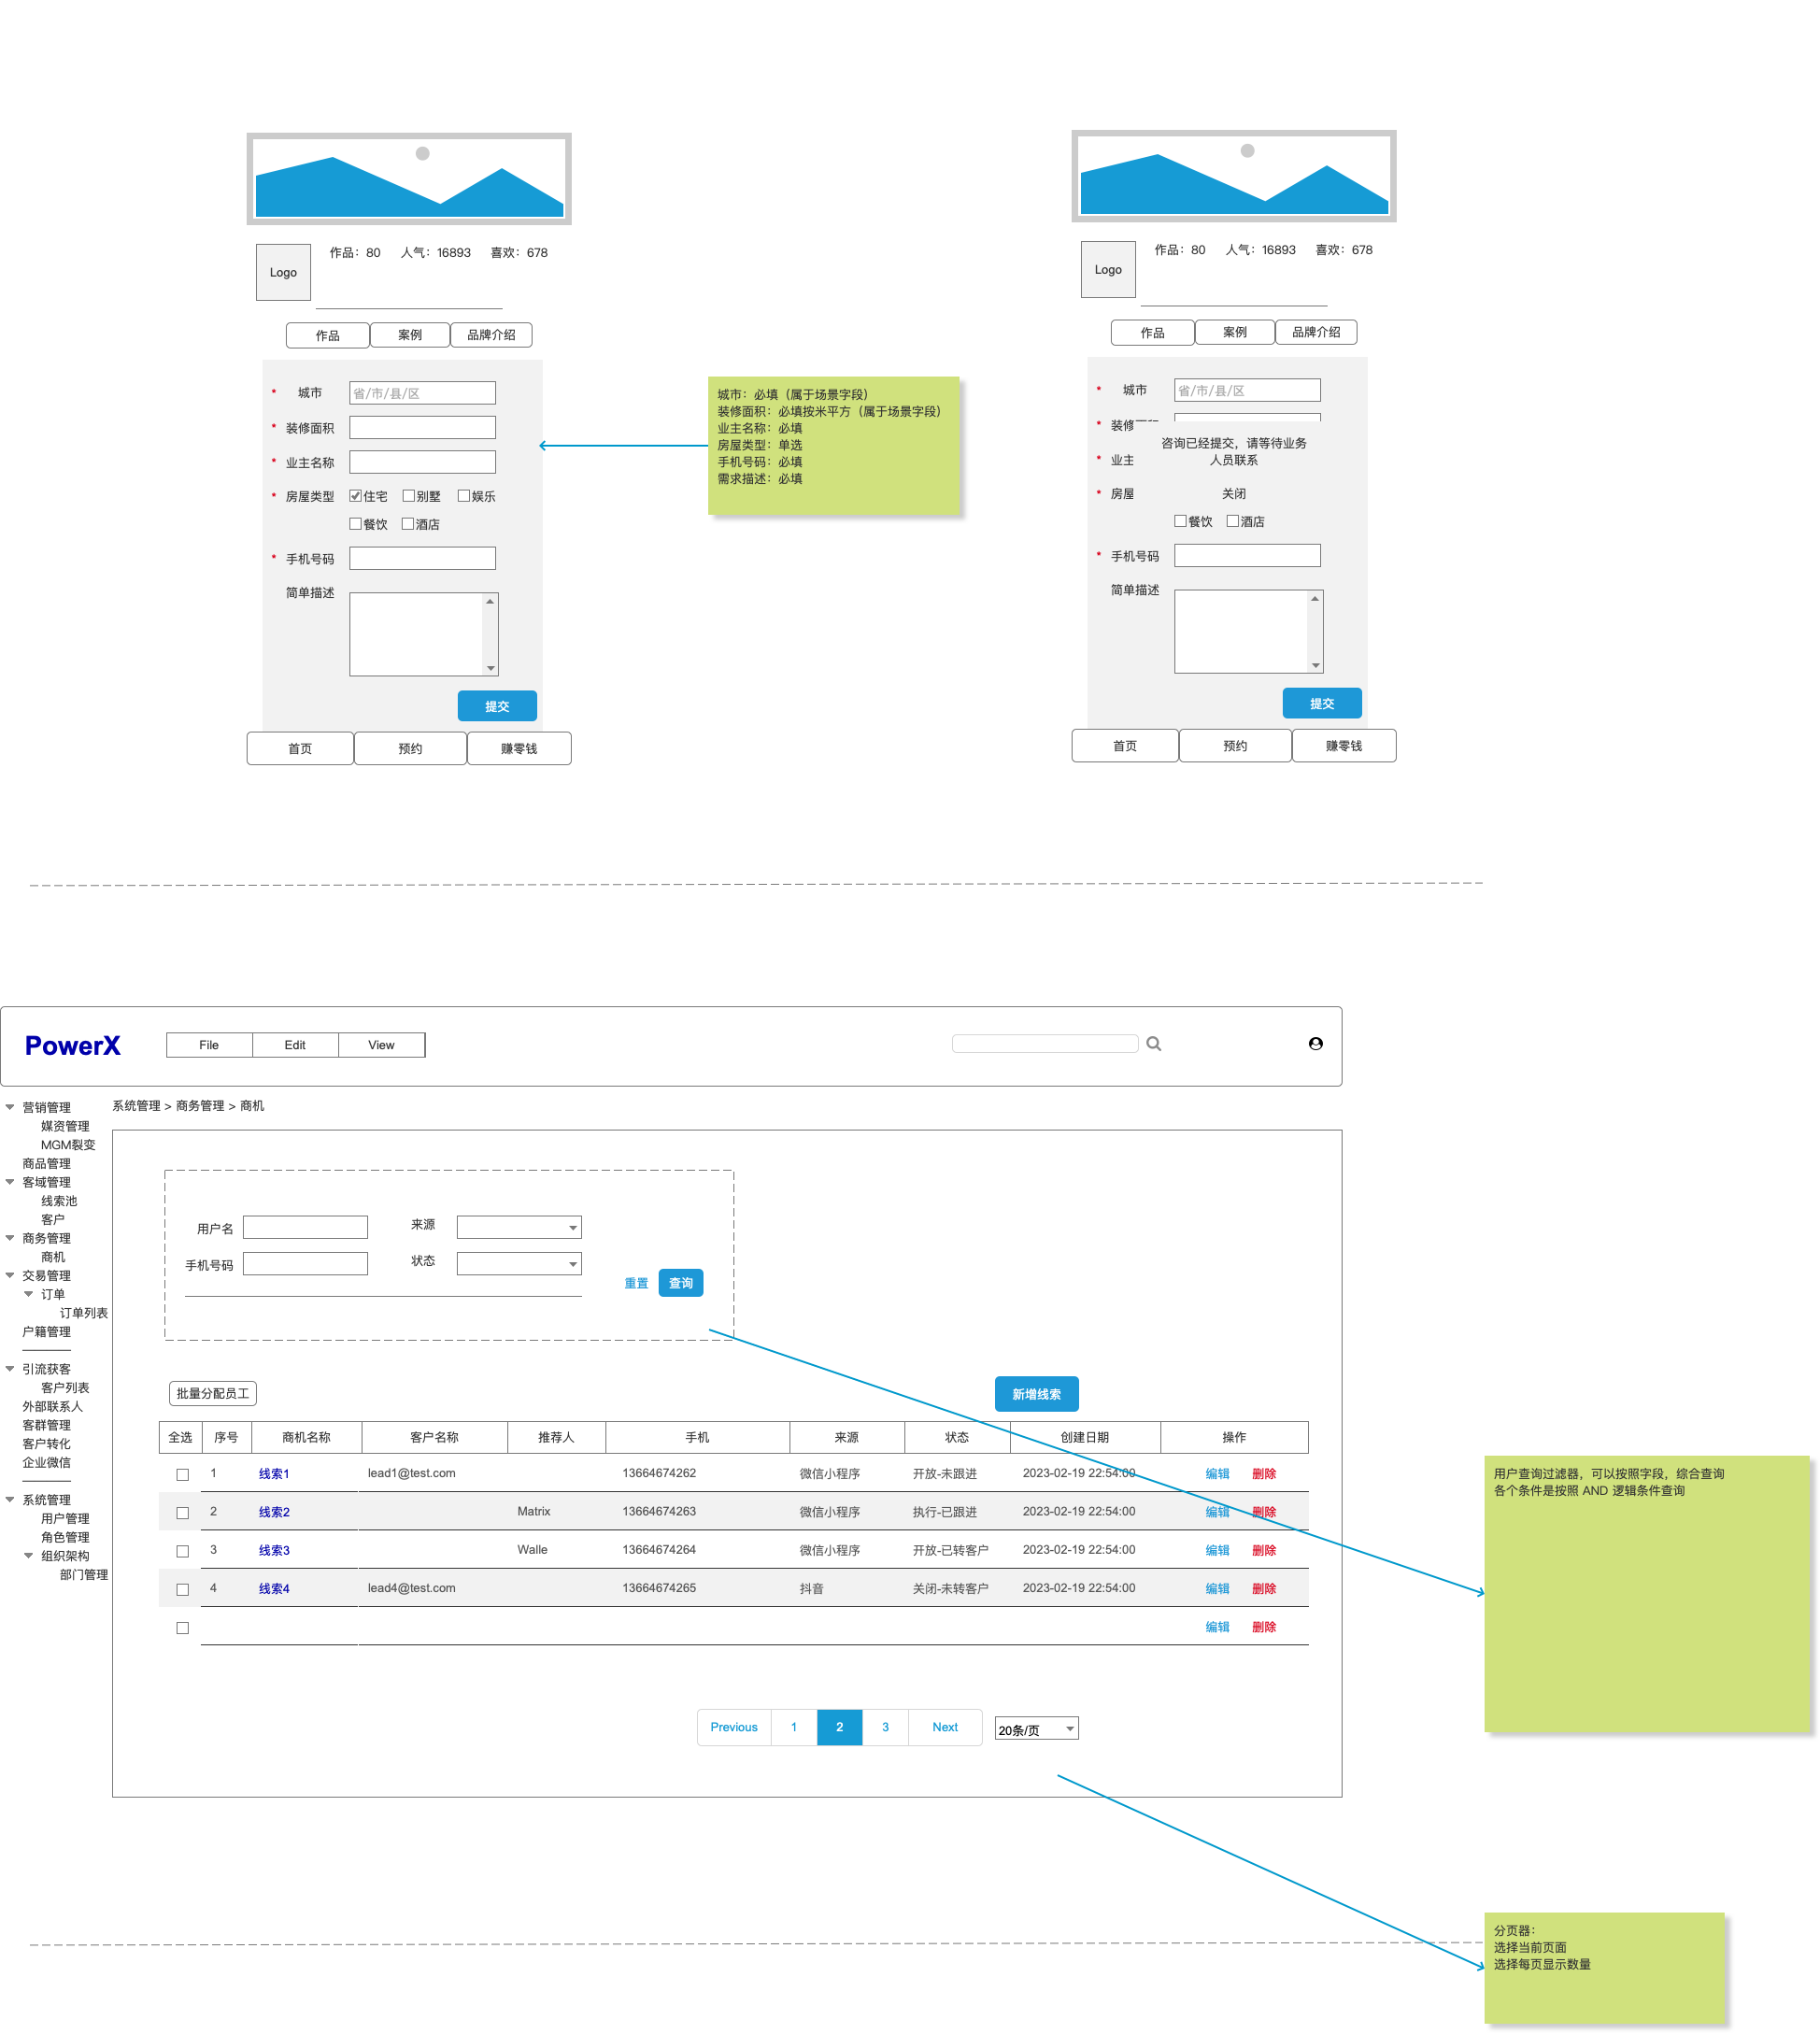 作品：80 人气：16893 喜欢：678
Logo
作品 案例 品牌介绍
* 城市 省/市/县/区
* 装修面积
* 业主名称
* 房屋类型 住宅 别墅 娱乐
餐饮 酒店
* 手机号码
简单描述
提交
首页 预约 赚零钱
城市：必填（属于场景字段）
装修面积：必填按米平方（属于场景字段）
业主名称：必填
房屋类型：单选
手机号码：必填
需求描述：必填
作品：80 人气：16893 喜欢：678
Logo
作品 案例 品牌介绍
* 城市 省/市/县/区
* 装修
咨询已经提交，请等待业务
* 业主 人员联系
* 房屋 关闭
餐饮 酒店
* 手机号码
简单描述
提交
首页 预约 赚零钱
PowerX File Edit View
营销管理
媒资管理
MGM裂变
商品管理
客域管理
线索池
客户
商务管理
商机
交易管理
订单
订单列表
户籍管理
引流获客
客户列表
外部联系人
客群管理
客户转化
企业微信
系统管理
用户管理
角色管理
组织架构
部门管理
系统管理 > 商务管理 > 商机
用户名 来源
手机号码 状态
重置 查询
批量分配员工 新增线索
全选 序号 商机名称 客户名称 推荐人 手机 来源 状态 创建日期 操作
1 线索1 lead1@test.com 13664674262 微信小程序 开放-未跟进 2023-02-19 22:54:00 编辑 删除
2 线索2 Matrix 13664674263 微信小程序 执行-已跟进 2023-02-19 22:54:00 编辑 删除
3 线索3 Walle 13664674264 微信小程序 开放-已转客户 2023-02-19 22:54:00 编辑 删除
4 线索4 lead4@test.com 13664674265 抖音 关闭-未转客户 2023-02-19 22:54:00 编辑 删除
编辑 删除
Previous 1 2 3 Next 20条/页
用户查询过滤器，可以按照字段，综合查询
各个条件是按照 AND 逻辑条件查询
分页器：
选择当前页面
选择每页显示数量